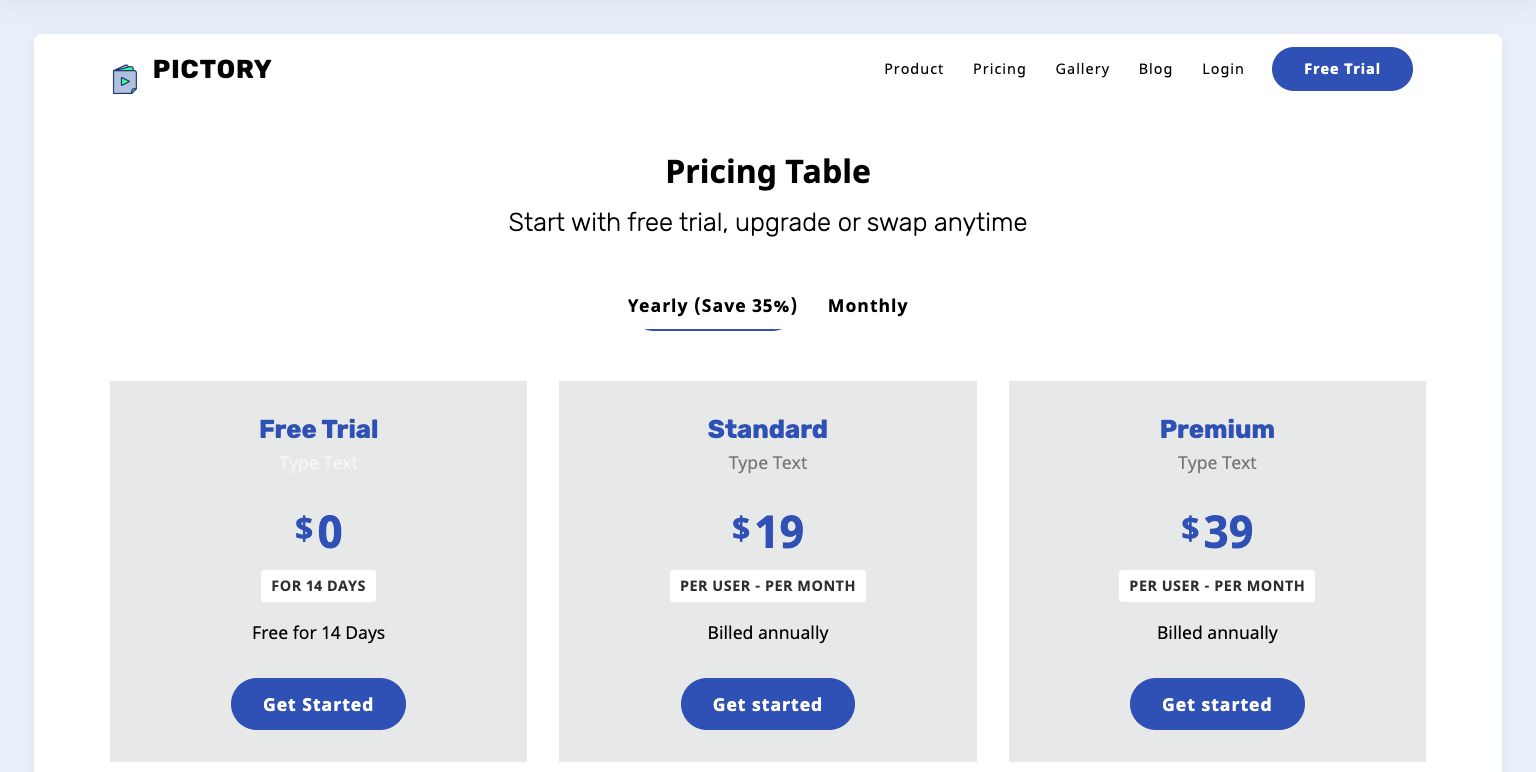 PICTORY
Product Pricing Gallery Blog Login Free Trial
Pricing Table
Start with free trial, upgrade or swap anytime
Yearly (Save 35%) Monthly
Free Trial
Type Text
$0
FOR 14 DAYS
Free for 14 Days
Get Started
Standard
Type Text
$19
PER USER - PER MONTH
Billed annually
Get started
Premium
Type Text
$39
PER USER - PER MONTH
Billed annually
Get started